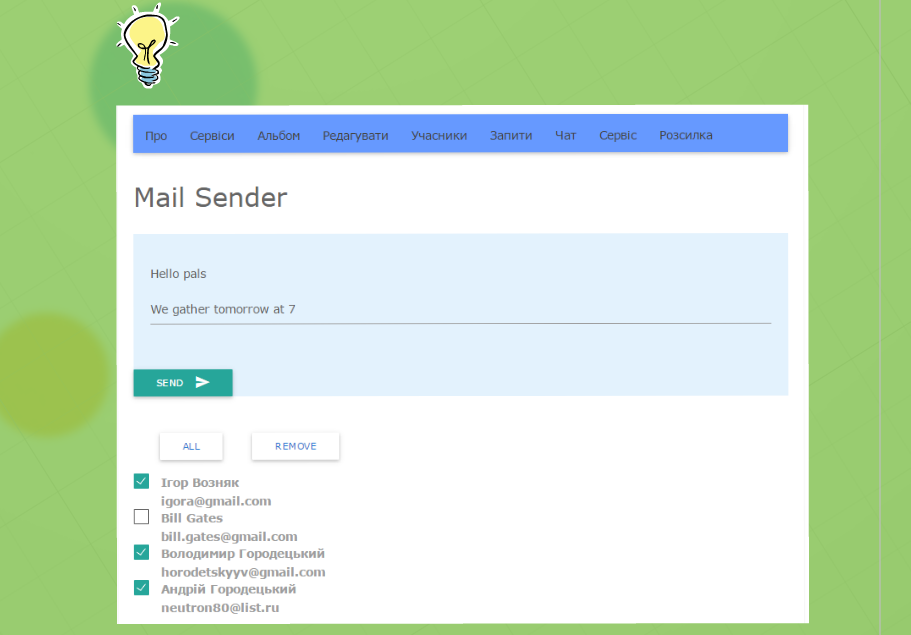 Про Сервіси Альбом Редагувати Учасники Запити Чат Сервіс Розсилка
Mail Sender
Hello pals
We gather tomorrow at 7
SEND
ALL REMOVE
Ігор Возняк
igora@gmail.com
Bill Gates
bill.gates@gmail.com
Володимир Городецький
horodetskyyv@gmail.com
Андрій Городецький
neutron80@list.ru